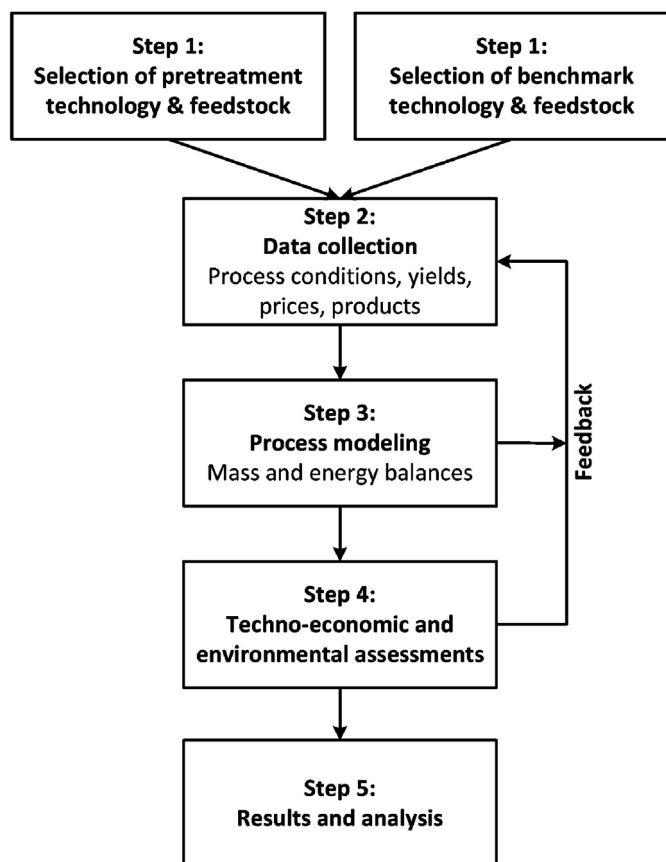 Step 1:
Selection of pretreatment
technology & feedstock
Step 1:
Selection of benchmark
technology & feedstock
Step 2:
Data collection
Process conditions, yields,
prices, products
Step 3:
Process modeling
Mass and energy balances
Feedback
Step 4:
Techno-economic and
environmental assessments
Step 5:
Results and analysis